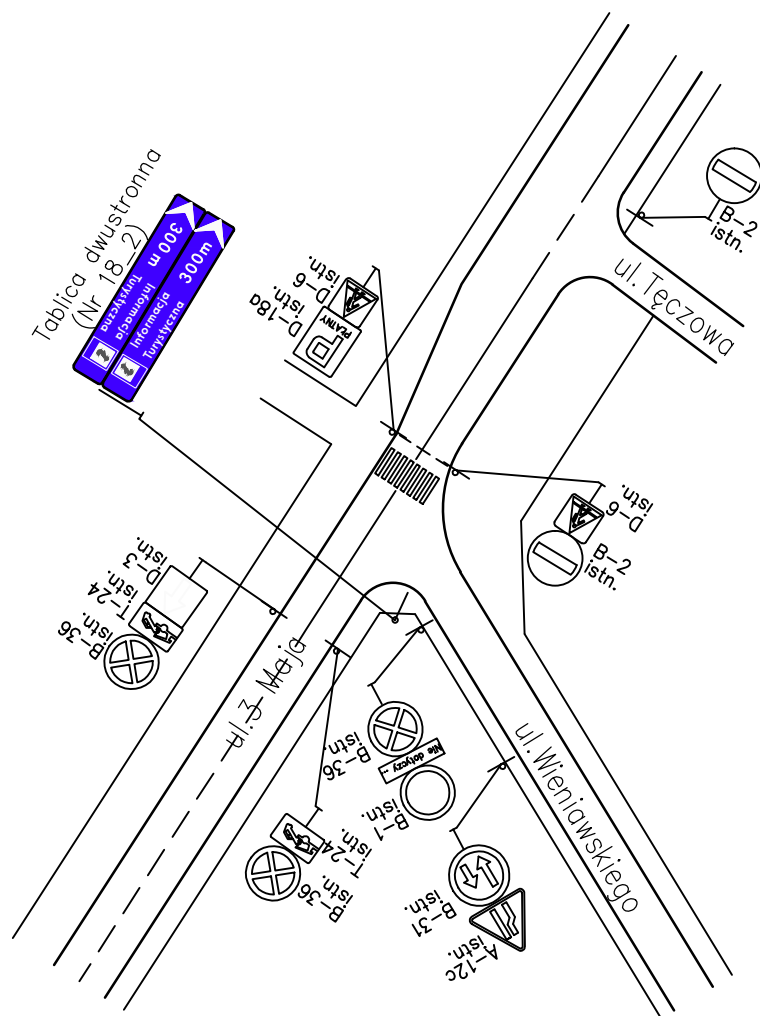 Tablica dwustronna
(Nr 18-2)
Informacja
Turystyczna
300 m
Informacja
Turystyczna
300m
D-6
istn.
D-18a
istn.
PŁATNY
P
B-2
istn.
ul.Tęczowa
D-6
istn.
B-2
istn.
D-3
istn.
T-24
istn.
B-36
istn.
ul.3-Maja
B-36
istn.
Nie dotyczy
...
B-1
istn.
T-24
istn.
B-36
istn.
B-31
istn.
A-12c
istn.
ul.Wieniawskiego